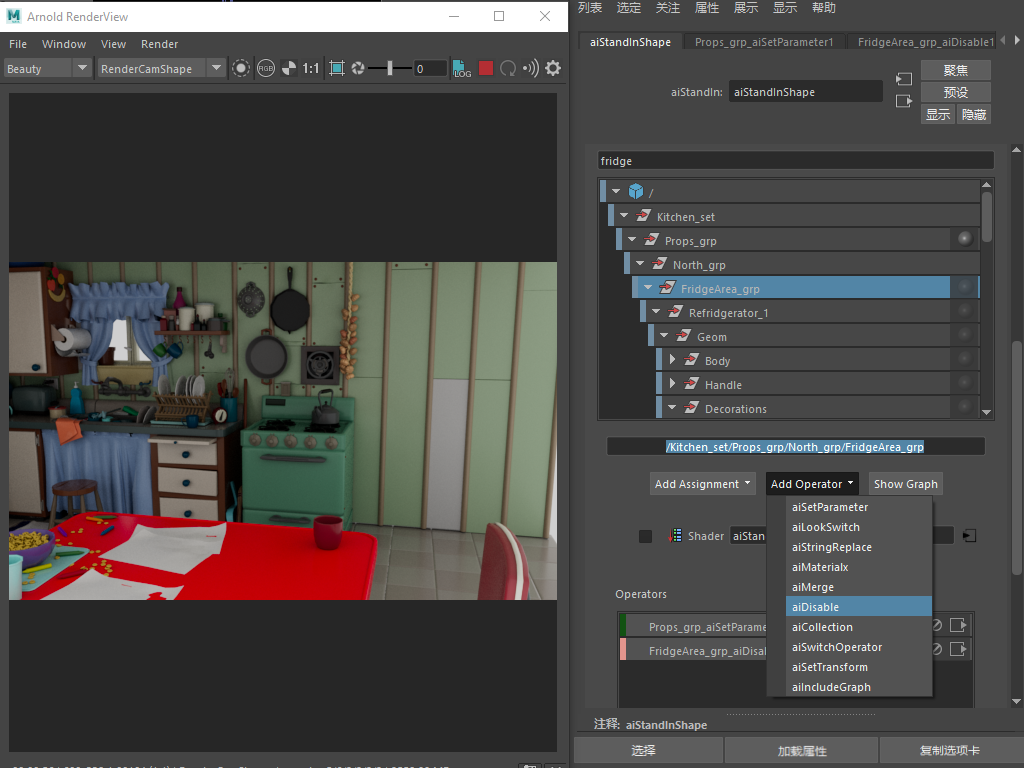 Arnold RenderView
File Window View Render
Beauty RenderCamShape RGB 1:1 0 LOG
列表 选定 关注 属性 展示 显示 帮助
aiStandInShape Props_grp_aiSetParameter1 FridgeArea_grp_aiDisable1
aiStandIn: aiStandInShape
聚焦
预设
显示 隐藏
fridge
/
Kitchen_set
Props_grp
North_grp
FridgeArea_grp
Refridgerator_1
Geom
Body
Handle
Decorations
/Kitchen_set/Props_grp/North_grp/FridgeArea_grp
Add Assignment Add Operator Show Graph
aiSetParameter
aiLookSwitch
aiStringReplace
aiMaterialx
aiMerge
aiDisable
aiCollection
aiSwitchOperator
aiSetTransform
aiIncludeGraph
Shader aiStan
Operators
Props_grp_aiSetParame
FridgeArea_grp_aiDisal
注释: aiStandInShape
选择 加载属性 复制选项卡